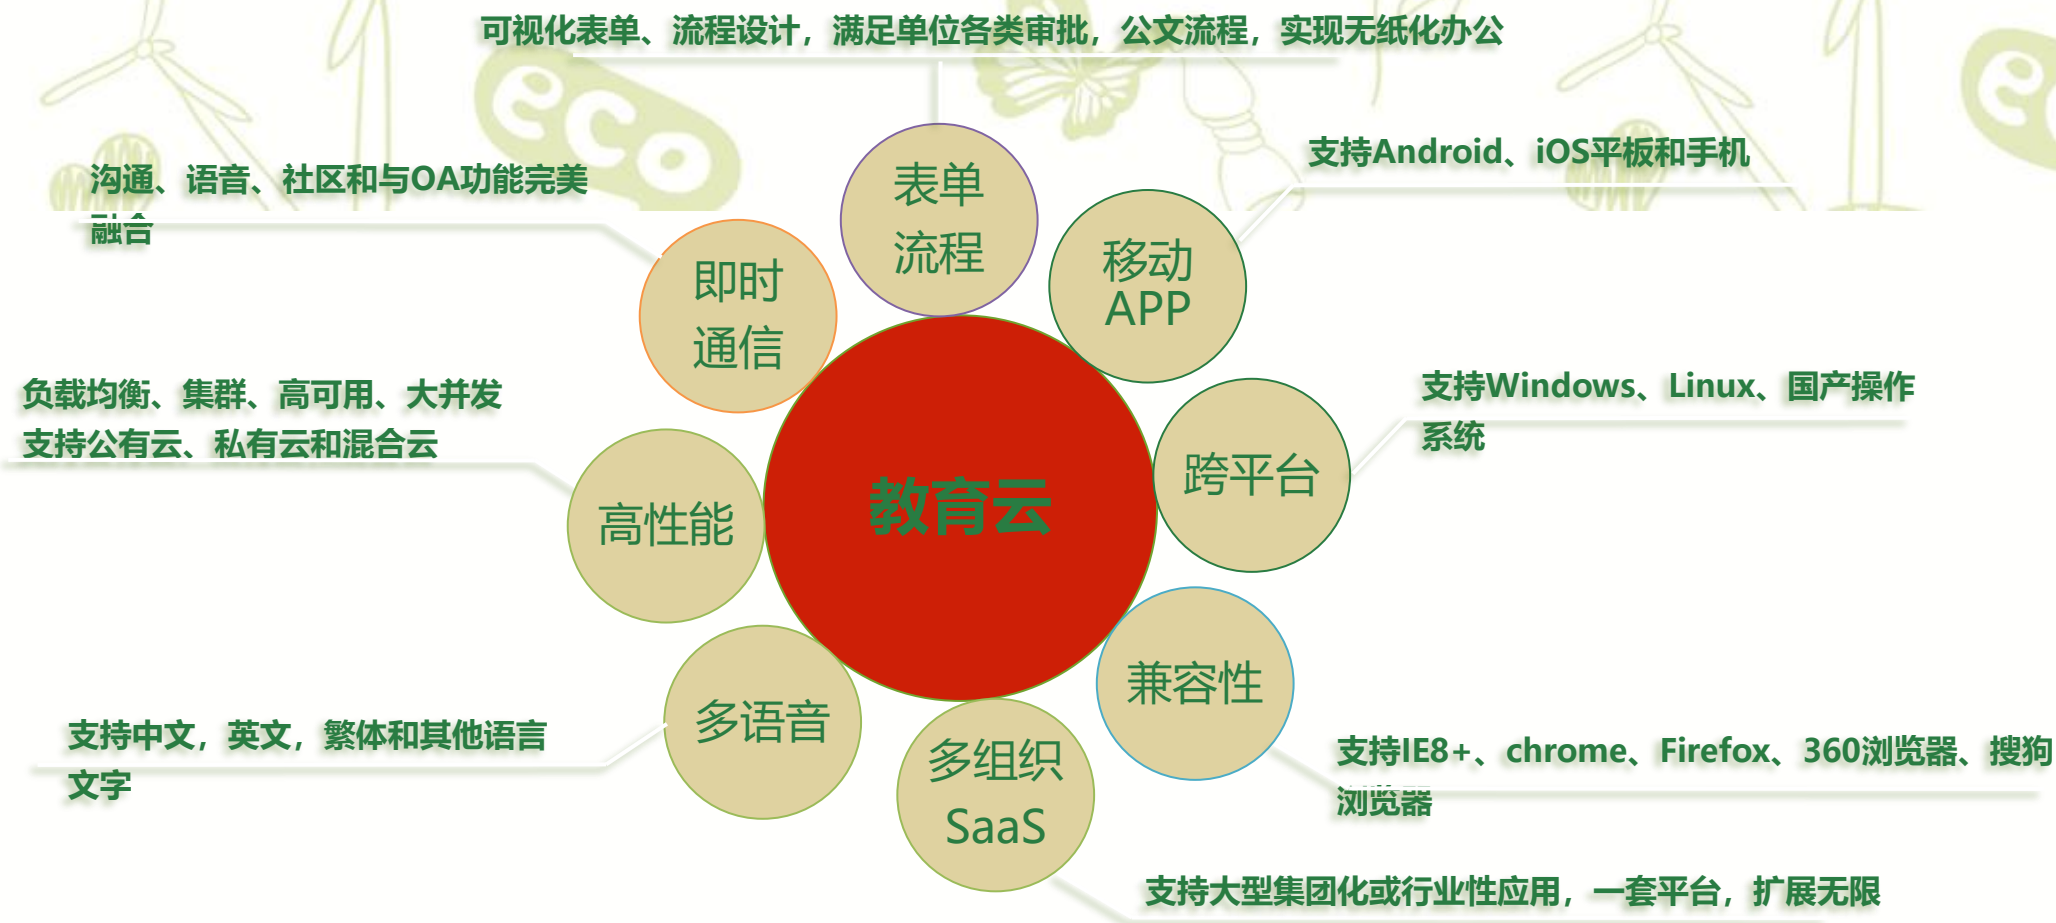 可视化表单、流程设计，满足单位各类审批，公文流程，实现无纸化办公
eco
沟通、语音、社区和与OA功能完美
融合
支持Android、iOS平板和手机
表单
流程
移动
APP
即时
通信
负载均衡、集群、高可用、大并发
支持公有云、私有云和混合云
支持Windows、Linux、国产操作
系统
跨平台
教育云
高性能
兼容性
多语音
支持中文，英文，繁体和其他语言
文字
多组织
SaaS
支持IE8+、chrome、Firefox、360浏览器、搜狗
浏览器
支持大型集团化或行业性应用，一套平台，扩展无限